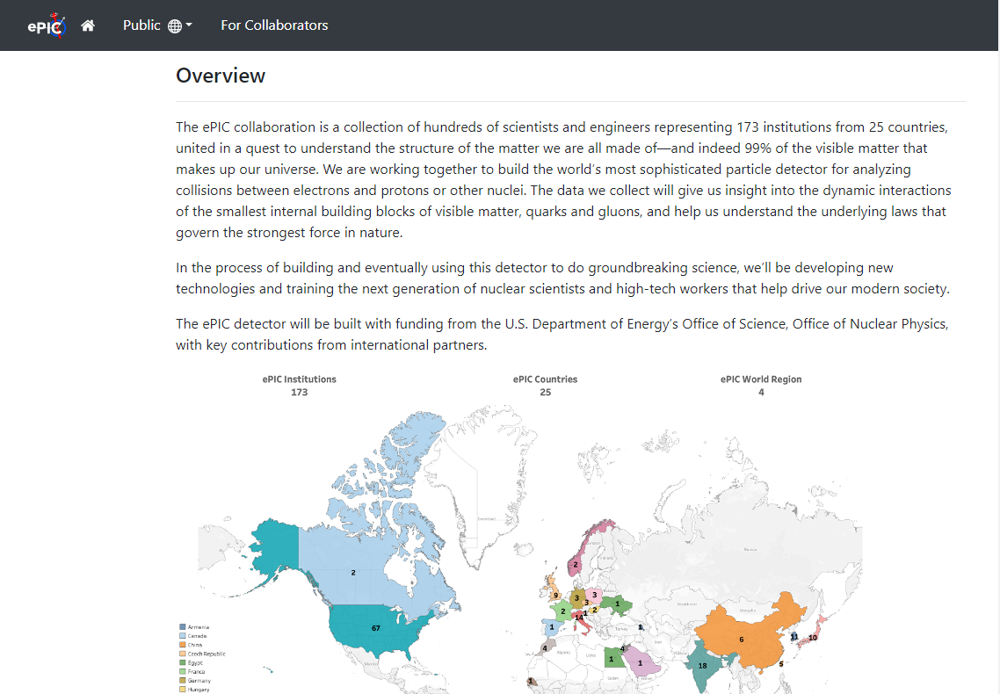 ePIC Public For Collaborators
Overview
The ePIC collaboration is a collection of hundreds of scientists and engineers representing 173 institutions from 25 countries,
united in a quest to understand the structure of the matter we are all made of—and indeed 99% of the visible matter that
makes up our universe. We are working together to build the world's most sophisticated particle detector for analyzing
collisions between electrons and protons or other nuclei. The data we collect will give us insight into the dynamic interactions
of the smallest internal building blocks of visible matter, quarks and gluons, and help us understand the underlying laws that
govern the strongest force in nature.
In the process of building and eventually using this detector to do groundbreaking science, we'll be developing new
technologies and training the next generation of nuclear scientists and high-tech workers that help drive our modern society.
The ePIC detector will be built with funding from the U.S. Department of Energy's Office of Science, Office of Nuclear Physics,
with key contributions from international partners.
ePIC Institutions ePIC Countries ePIC World Region
173 25 4
Russia
2
2
9 3 3
3
2 1 2 1
Kazakhstan
Mongolia
67
1 14
Turkey 1
6
11 10
4
Algeria Libya
1
4
Iran
1
18
5
Mexico
1
Sudan
Armenia
Canada
China
Czech Republic
Egypt
France
Germany
Hungary